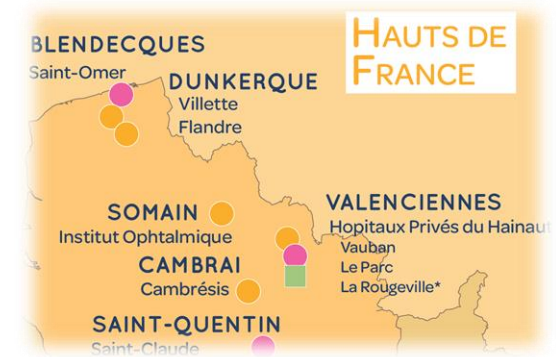 HAUTS DE
FRANCE
BLENDECQUES
Saint-Omer
DUNKERQUE
Villette
Flandre
SOMAIN
Institut Ophtalmique
CAMBRAI
Cambrésis
VALENCIENNES
Hopitaux Privés du Hainaut
Vauban
Le Parc
La Rougeville*
SAINT-QUENTIN
Saint-Claude